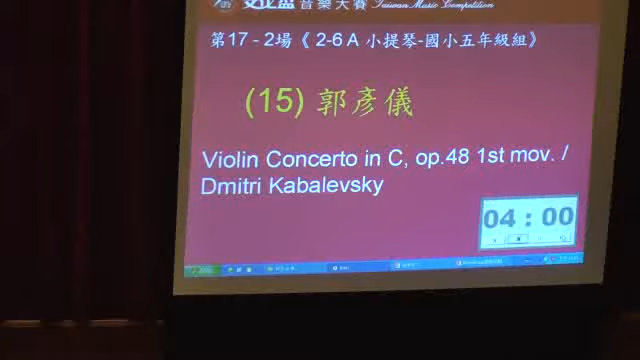 音樂大賽 Taiwan Music Competition
第17-2場《 2-6 A 小提琴-國小五年級組》
(15) 郭彥儀
Violin Concerto in C, op.48 1st mov. /
Dmitri Kabalevsky
04:00